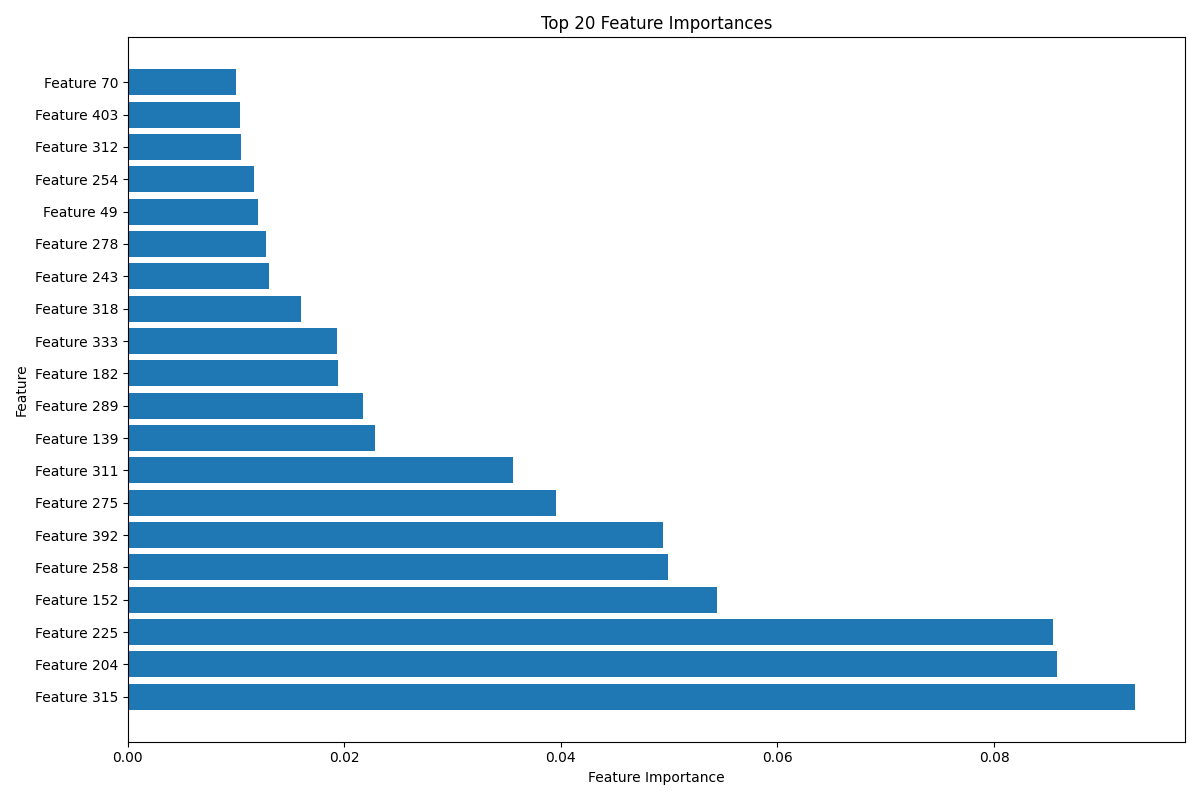 Top 20 Feature Importances
Feature
Feature 70
Feature 403
Feature 312
Feature 254
Feature 49
Feature 278
Feature 243
Feature 318
Feature 333
Feature 182
Feature 289
Feature 139
Feature 311
Feature 275
Feature 392
Feature 258
Feature 152
Feature 225
Feature 204
Feature 315
0.00 0.02 0.04 0.06 0.08
Feature Importance